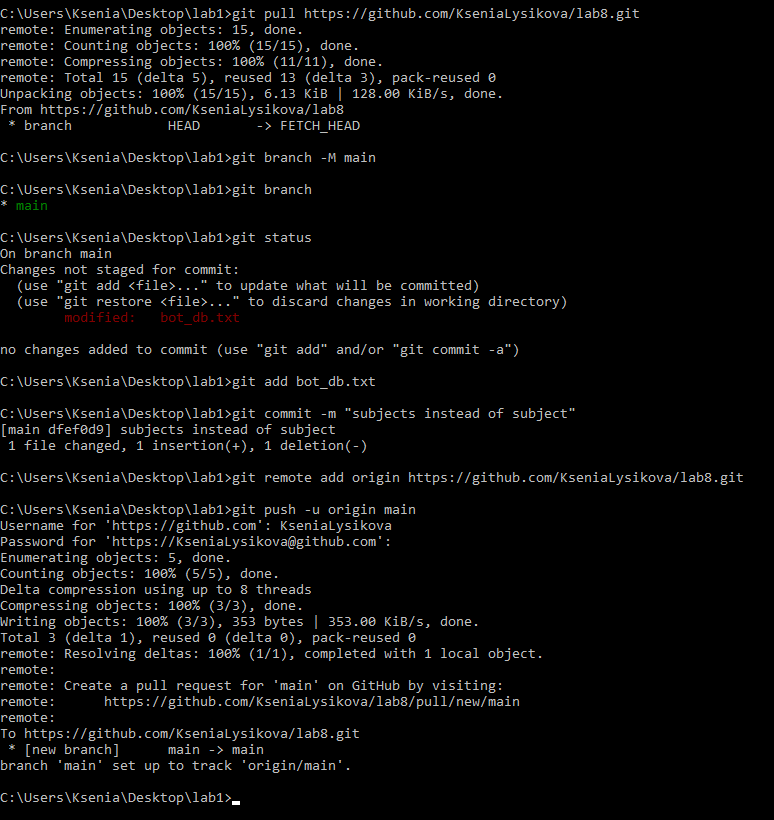 C:\Users\Ksenia\Desktop\lab1>git pull https://github.com/KseniaLysikova/lab8.git
remote: Enumerating objects: 15, done.
remote: Counting objects: 100% (15/15), done.
remote: Compressing objects: 100% (11/11), done.
remote: Total 15 (delta 5), reused 13 (delta 3), pack-reused 0
Unpacking objects: 100% (15/15), 6.13 KiB | 128.00 KiB/s, done.
From https://github.com/KseniaLysikova/lab8
 * branch            HEAD       -> FETCH_HEAD
C:\Users\Ksenia\Desktop\lab1>git branch -M main
C:\Users\Ksenia\Desktop\lab1>git branch
* main
C:\Users\Ksenia\Desktop\lab1>git status
On branch main
Changes not staged for commit:
  (use "git add <file>..." to update what will be committed)
  (use "git restore <file>..." to discard changes in working directory)
        modified:   bot_db.txt
no changes added to commit (use "git add" and/or "git commit -a")
C:\Users\Ksenia\Desktop\lab1>git add bot_db.txt
C:\Users\Ksenia\Desktop\lab1>git commit -m "subjects instead of subject"
[main dfef0d9] subjects instead of subject
 1 file changed, 1 insertion(+), 1 deletion(-)
C:\Users\Ksenia\Desktop\lab1>git remote add origin https://github.com/KseniaLysikova/lab8.git
C:\Users\Ksenia\Desktop\lab1>git push -u origin main
Username for 'https://github.com': KseniaLysikova
Password for 'https://KseniaLysikova@github.com':
Enumerating objects: 5, done.
Counting objects: 100% (5/5), done.
Delta compression using up to 8 threads
Compressing objects: 100% (3/3), done.
Writing objects: 100% (3/3), 353 bytes | 353.00 KiB/s, done.
Total 3 (delta 1), reused 0 (delta 0), pack-reused 0
remote: Resolving deltas: 100% (1/1), completed with 1 local object.
remote:
remote: Create a pull request for 'main' on GitHub by visiting:
remote:      https://github.com/KseniaLysikova/lab8/pull/new/main
remote:
To https://github.com/KseniaLysikova/lab8.git
 * [new branch]      main -> main
branch 'main' set up to track 'origin/main'.
C:\Users\Ksenia\Desktop\lab1>